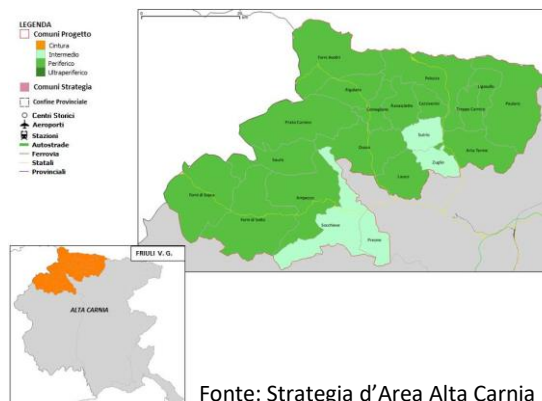 LEGENDA
Comuni Progetto
Cintura
Intermedio
Periferico
Ultraperiferico
Comuni Strategia
Confine Provinciale
Centri Storici
Aeroporti
Stazioni
Autostrade
Ferrovia
Statali
Provinciali
Forni Avoltri
Paluzza
Rigolato
Ligosullo
Ravascletto
Cercivento
Paularo
Comeglians
Treppo Carnico
Prato Carnico
Sutrio
Ovaro
Arta Terme
Zuglio
Sauris
Lauco
Forni di Sopra
Ampezzo
Forni di Sotto
Socchieve
Preone
FRIULI V. G.
ALTA CARNIA
Fonte: Strategia d'Area Alta Carnia